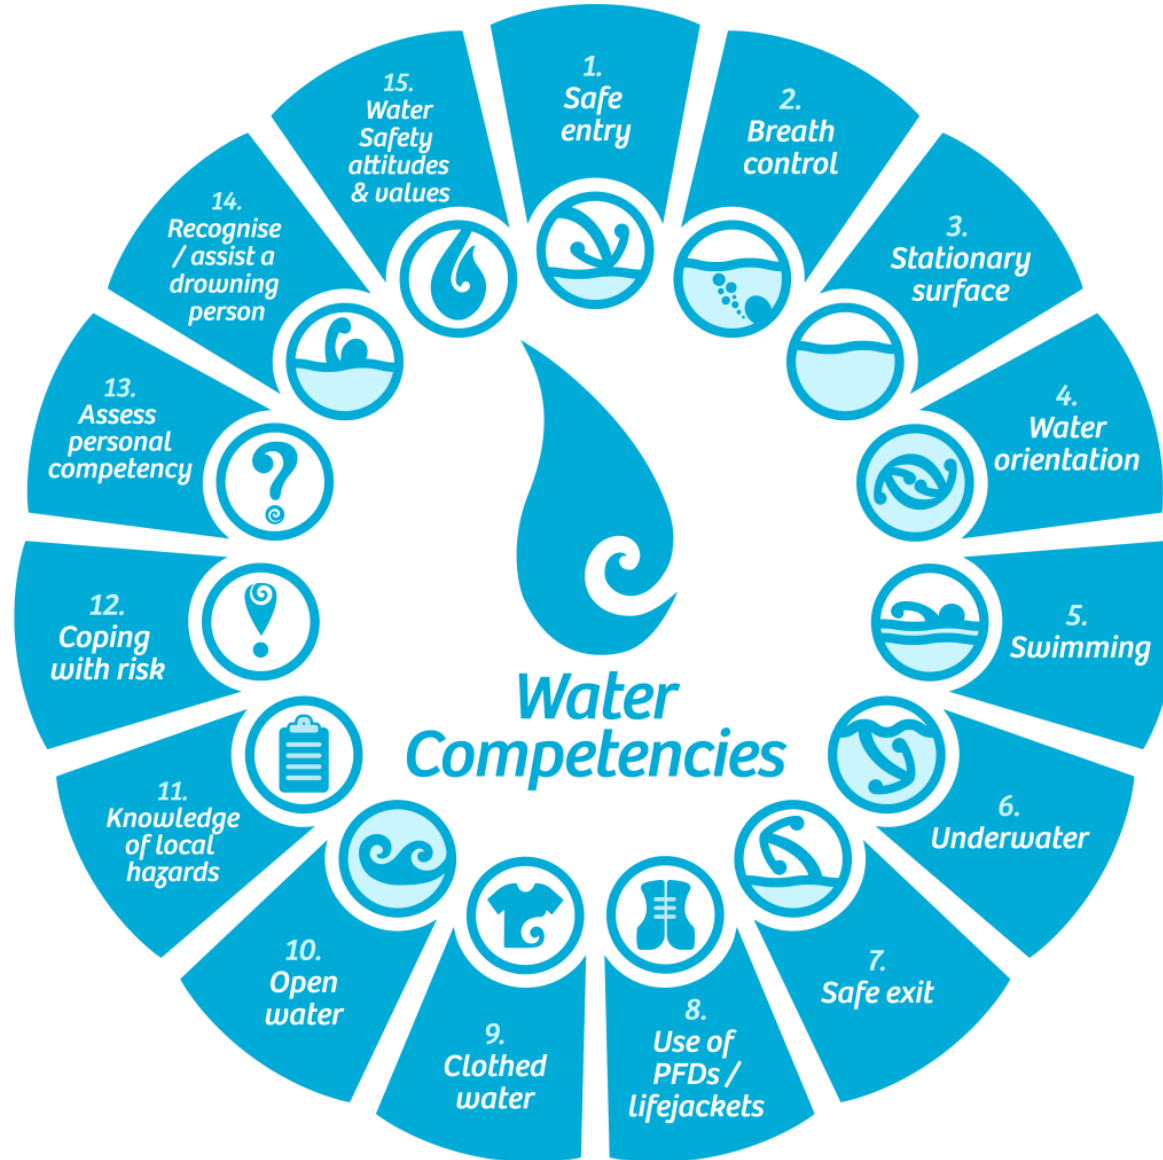 1.
Safe
entry
2.
Breath
control
3.
Stationary
surface
4.
Water
orientation
5.
Swimming
6.
Underwater
7.
Safe exit
8.
Use of
PFDs /
lifejackets
9.
Clothed
water
10.
Open
water
11.
Knowledge
of local
hazards
12.
Coping
with risk
13.
Assess
personal
competency
14.
Recognise
/ assist a
drowning
person
15.
Water
Safety
attitudes
& values
Water
Competencies